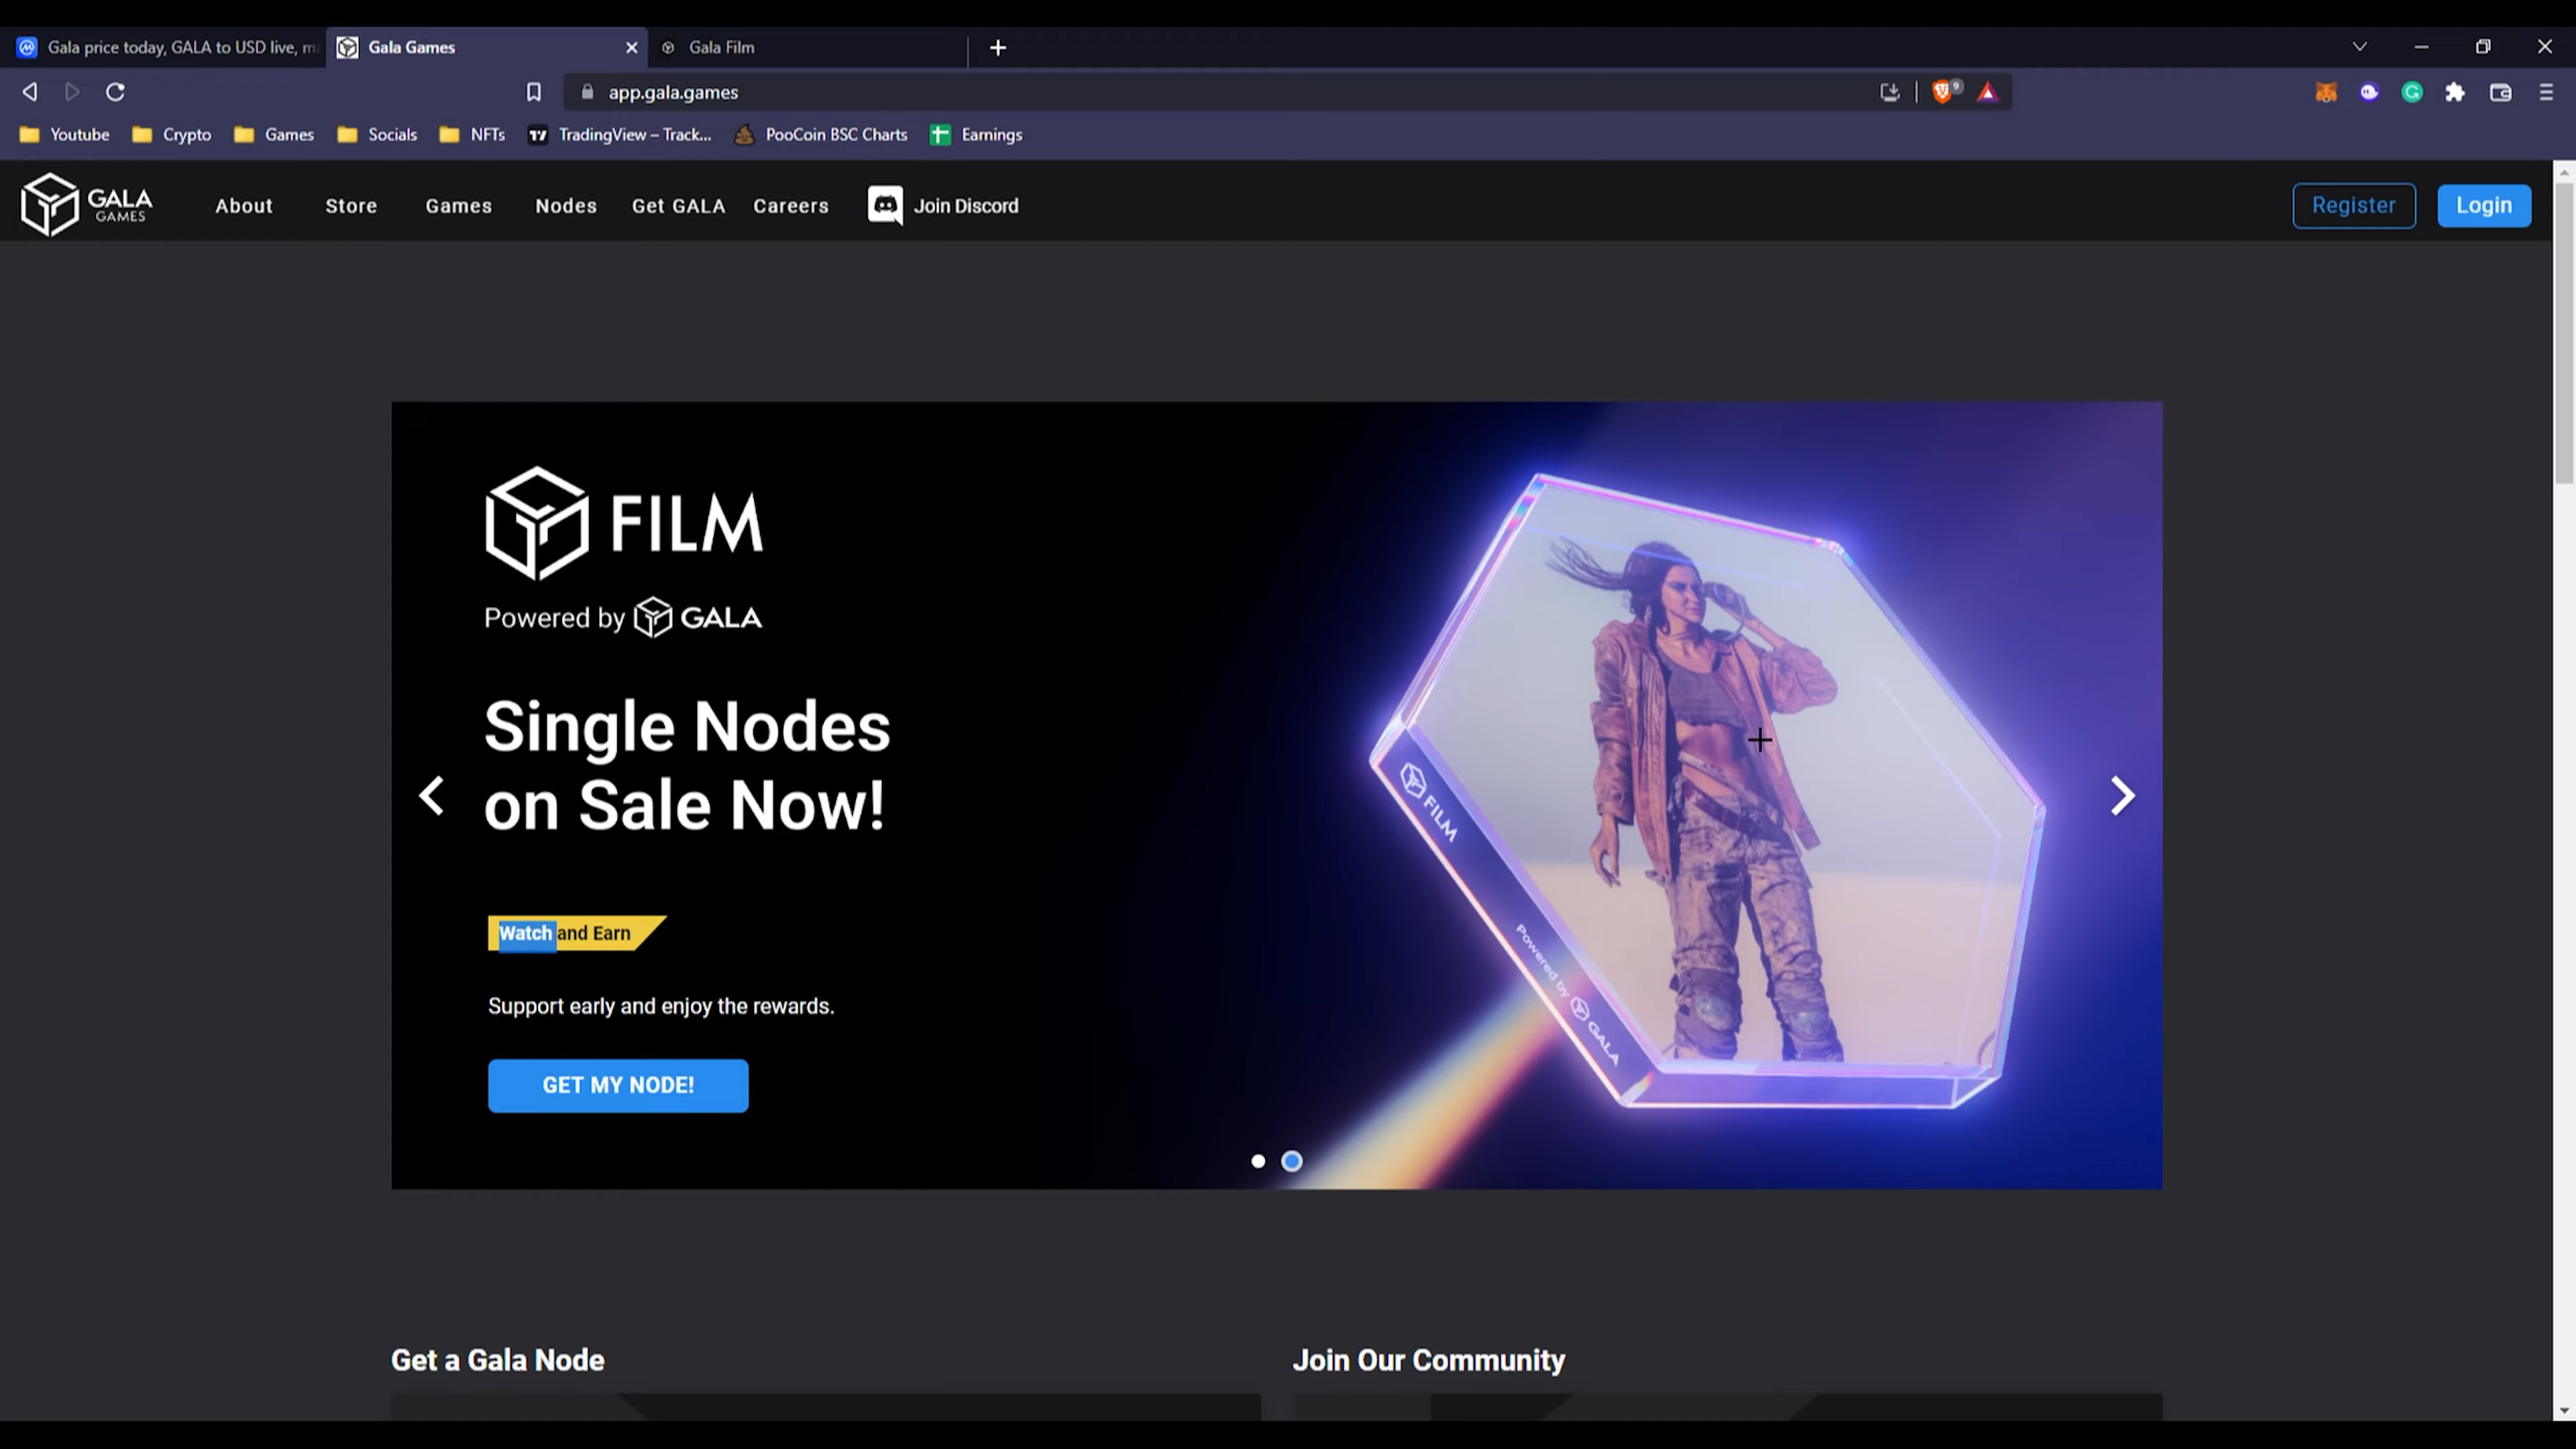 Gala price today, GALA to USD live, m
Gala Games
Gala Film
app.gala.games
9
Youtube
Crypto
Games
Socials
NFTs
TradingView – Track...
PooCoin BSC Charts
Earnings
GALA
GAMES
About
Store
Games
Nodes
Get GALA
Careers
Join Discord
Register
Login
FILM
Powered by GALA
Single Nodes
on Sale Now!
Watch and Earn
Support early and enjoy the rewards.
GET MY NODE!
FILM
Powered by GALA
Get a Gala Node
Join Our Community